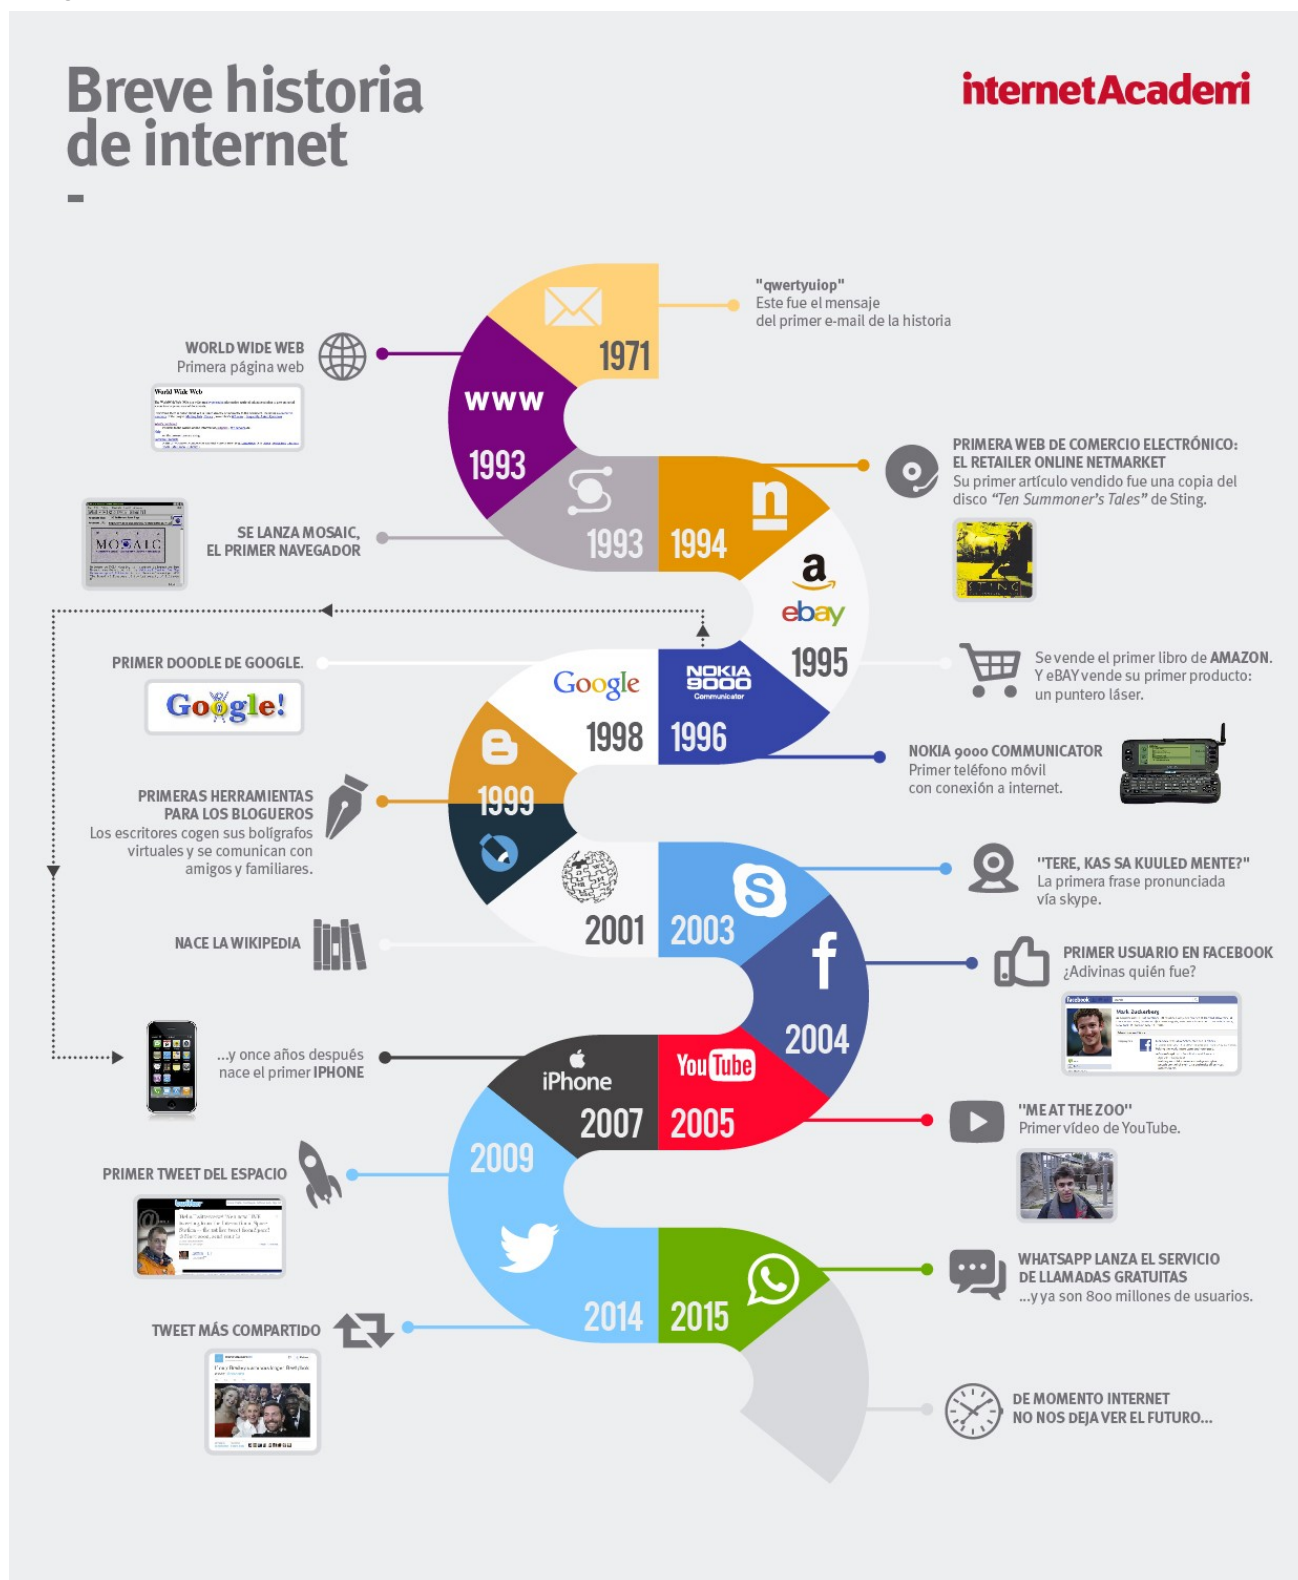 Breve historia
de internet
internetAcademi
"qwertyuiop"
Este fue el mensaje
del primer e-mail de la historia
1971
WORLD WIDE WEB
Primera página web
World Wide Web
www
1993
PRIMERA WEB DE COMERCIO ELECTRÓNICO:
EL RETAILER ONLINE NETMARKET
Su primer artículo vendido fue una copia del
disco "Ten Summoner's Tales" de Sting.
STING
n
1994
SE LANZA MOSAIC,
EL PRIMER NAVEGADOR
MOSAIC
1993
a
ebay
1995
Se vende el primer libro de AMAZON.
Y eBAY vende su primer producto:
un puntero láser.
PRIMER DOODLE DE GOOGLE.
Google!
Google
1998
NOKIA
9000
Communicator
1996
NOKIA 9000 COMMUNICATOR
Primer teléfono móvil
con conexión a internet.
PRIMERAS HERRAMIENTAS
PARA LOS BLOGUEROS
Los escritores cogen sus bolígrafos
virtuales y se comunican con
amigos y familiares.
1999
"TERE, KAS SA KUULED MENTE?"
La primera frase pronunciada
vía skype.
S
2003
NACE LA WIKIPEDIA
2001
PRIMER USUARIO EN FACEBOOK
¿Adivinas quién fue?
facebook
Mark Zuckerberg
f
2004
...y once años después
nace el primer IPHONE
iPhone
2007
YouTube
2005
"ME AT THE ZOO"
Primer vídeo de YouTube.
PRIMER TWEET DEL ESPACIO
twitter
2009
WHATSAPP LANZA EL SERVICIO
DE LLAMADAS GRATUITAS
...y ya son 800 millones de usuarios.
2015
TWEET MÁS COMPARTIDO
2014
DE MOMENTO INTERNET
NO NOS DEJA VER EL FUTURO...